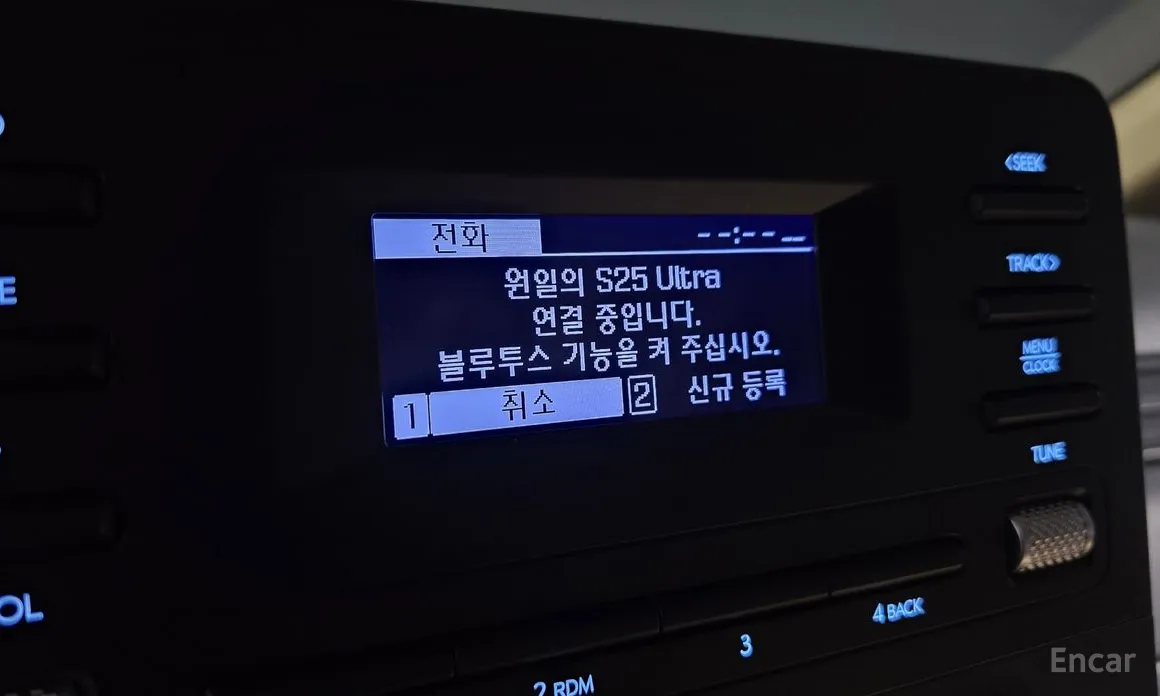 전화 --:-- --
원일의 S25 Ultra
연결 중입니다.
블루투스 기능을 켜 주십시오.
1 취소 2 신규 등록
<SEEK
TRACK>
MENU
CLOCK
TUNE
E
OL
2 RDM
3
4 BACK
Encar